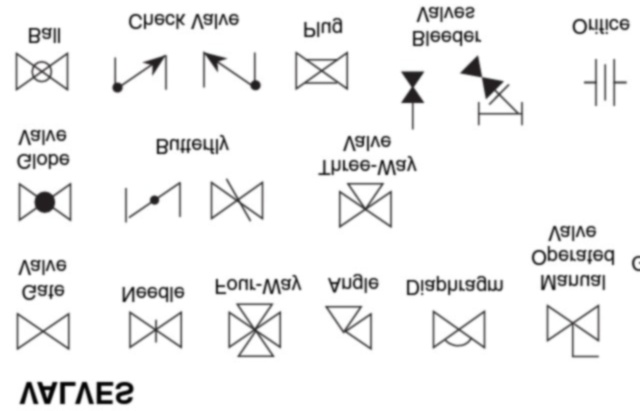 VALVES
Gate
Valve
Needle
Four-Way
Angle
Diaphragm
Manual
Operated
Valve
Globe
Valve
Butterfly
Three-Way
Valve
Ball
Check Valve
Plug
Bleeder
Valves
Orifice